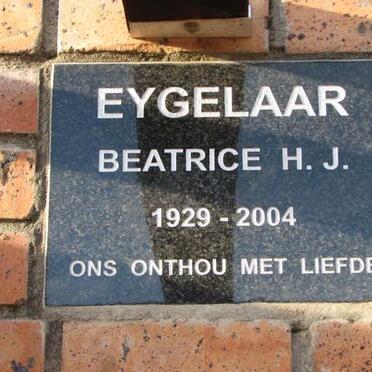 EYGELAAR
BEATRICE H. J.
1929 - 2004
ONS ONTHOU MET LIEFDE